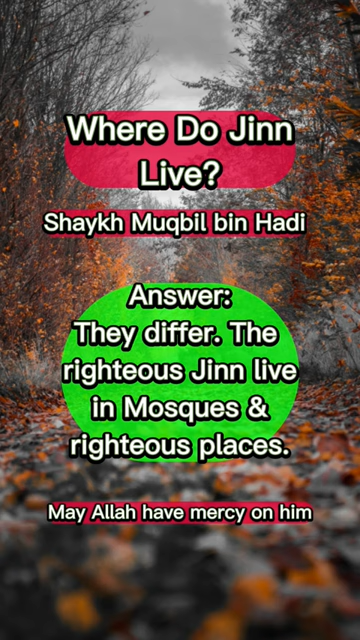 Where Do Jinn
Live?
Shaykh Muqbil bin Hadi
Answer:
They differ. The
righteous Jinn live
in Mosques &
righteous places.
May Allah have mercy on him